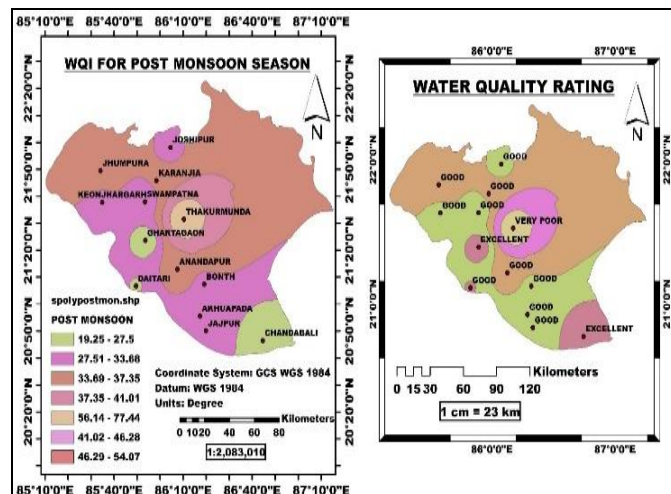 85°10'0"E 85°40'0"E 86°10'0"E 86°40'0"E 87°10'0"E
WQI FOR POST MONSOON SEASON
N
22°20'0"N
21°50'0"N
21°20'0"N
20°50'0"N
20°20'0"N
JOSHIPUR
JHUMPURA
KARANJIA
KEONJHARGARH
SWAMPATNA
THAKURMUNDA
GHARTAGAON
ANANDAPUR
DAITARI
BONTH
AKHUAPADA
JAJPUR
CHANDABALI
spolypostmon.shp
POST MONSOON
19.25 - 27.5
27.51 - 33.68
33.69 - 37.35
37.35 - 41.01
56.14 - 77.44
41.02 - 46.28
46.29 - 54.07
Coordinate System: GCS WGS 1984
Datum: WGS 1984
Units: Degree
Kilometers
0 10 20 40 60 80
1:2,083,010
22°20'0"N
21°50'0"N
21°20'0"N
20°50'0"N
20°20'0"N
85°10'0"E 85°40'0"E 86°10'0"E 86°40'0"E 87°10'0"E
86°0'0"E 87°0'0"E
WATER QUALITY RATING
N
22°0'0"N
21°0'0"N
GOOD
GOOD
GOOD
GOOD
GOOD
VERY POOR
EXCELLENT
GOOD
GOOD
GOOD
GOOD
GOOD
EXCELLENT
Kilometers
0 15 30 60 90 120
1 cm = 23 km
22°0'0"N
21°0'0"N
86°0'0"E 87°0'0"E